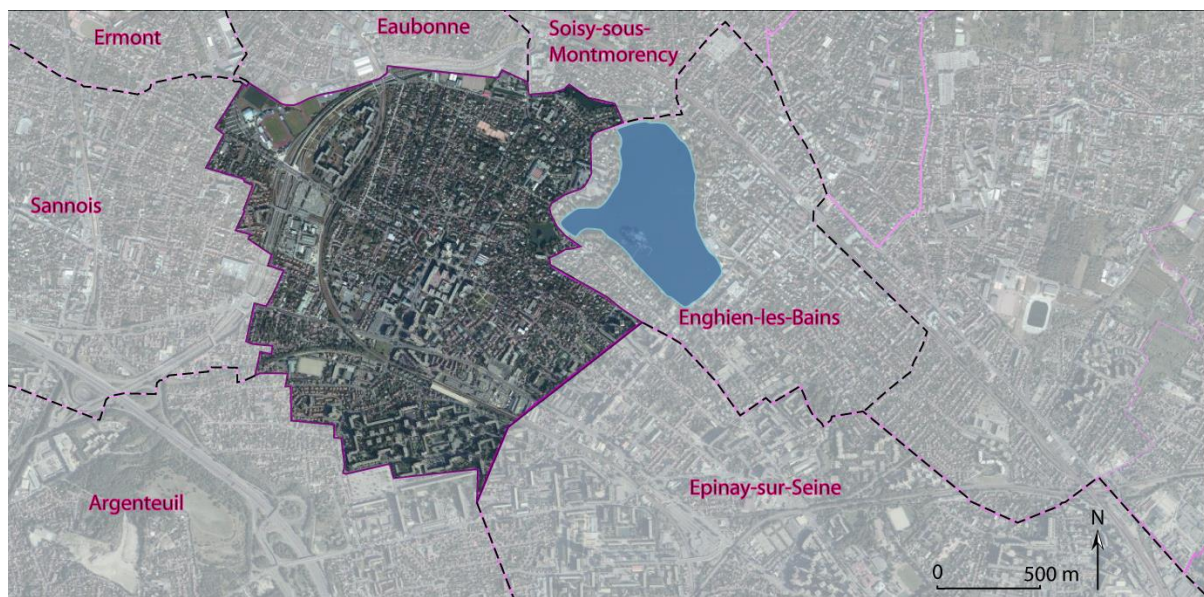 Ermont
Eaubonne
Soisy-sous-
Montmorency
Sannois
Enghien-les-Bains
Argenteuil
Epinay-sur-Seine
N
0 500 m